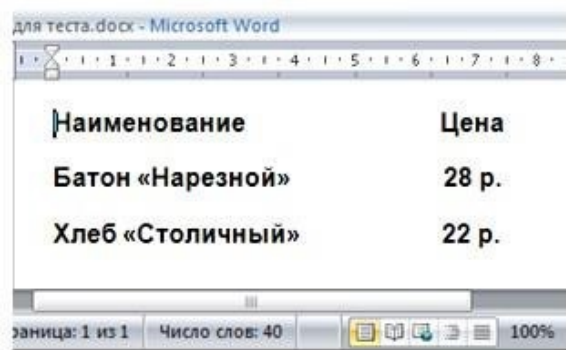 для теста.docx - Microsoft Word
1 2 3 4 5 6 7 8
Наименование Цена
Батон «Нарезной» 28 р.
Хлеб «Столичный» 22 р.
раница: 1 из 1 Число слов: 40 100%